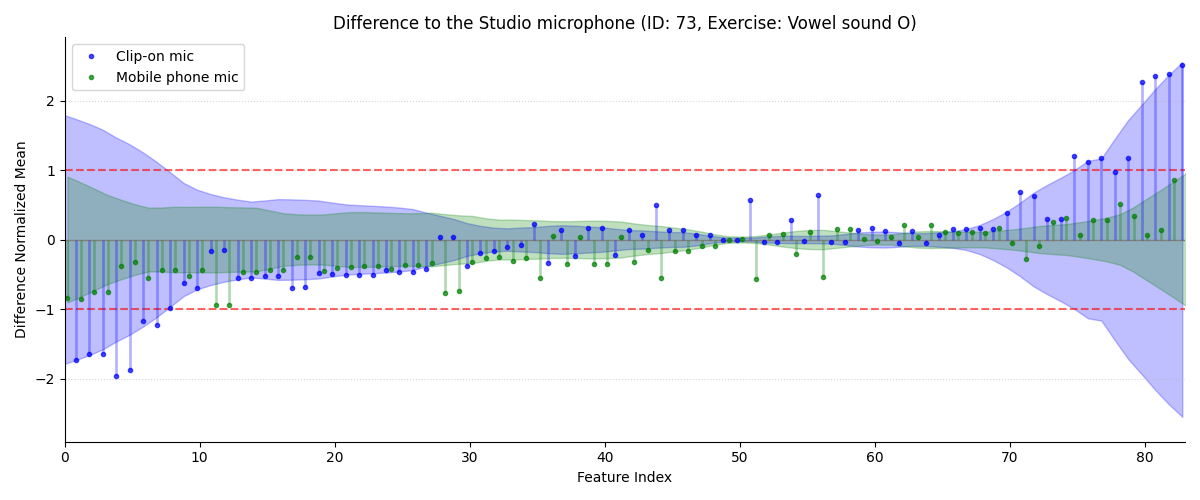 Difference to the Studio microphone (ID: 73, Exercise: Vowel sound O)
Clip-on mic
Mobile phone mic
Difference Normalized Mean
2
1
0
−1
−2
0 10 20 30 40 50 60 70 80
Feature Index